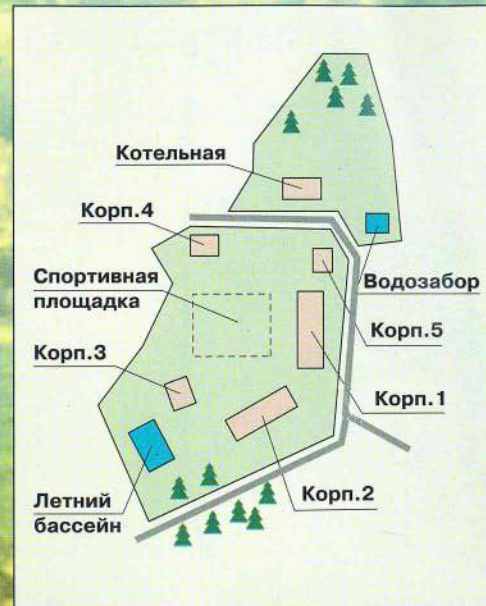 Котельная
Корп.4
Спортивная
площадка
Водозабор
Корп.5
Корп.3
Корп.1
Летний
бассейн
Корп.2